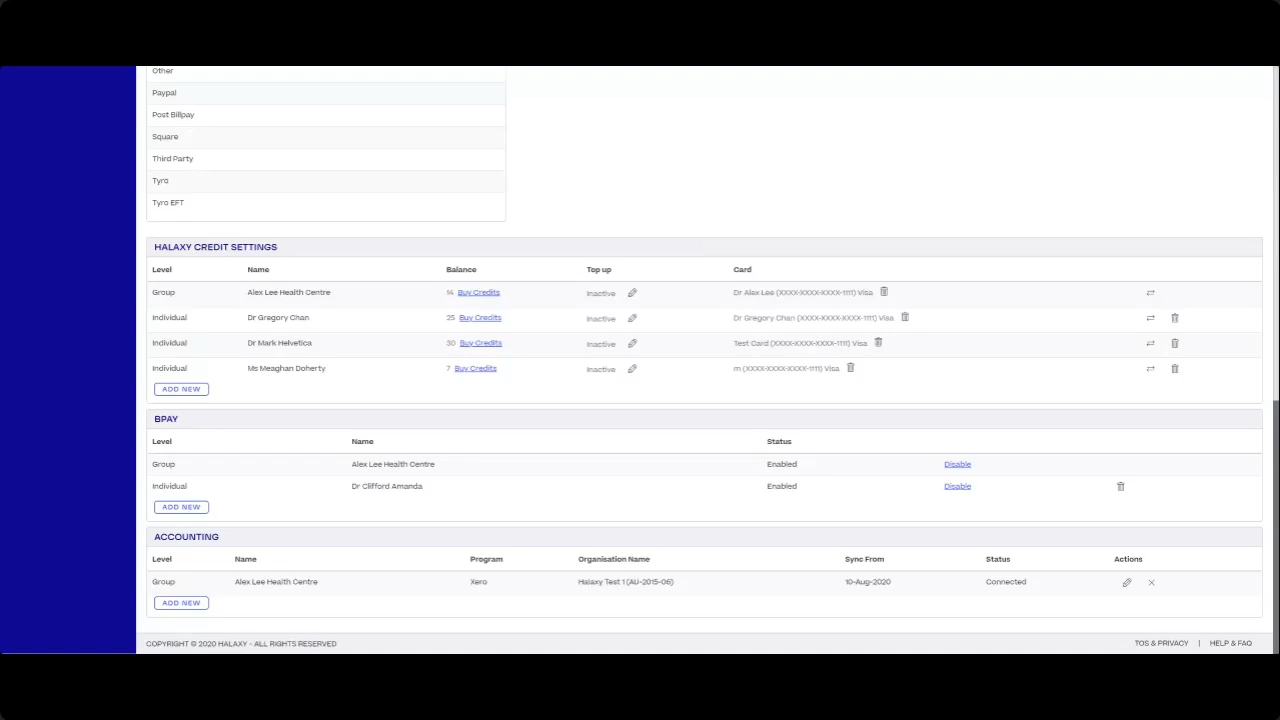 Other
Paypal
Post Billpay
Square
Third Party
Tyro
Tyro EFT
HALAXY CREDIT SETTINGS
Level Name Balance Top up Card
Group Alex Lee Health Centre 14 Buy Credits Inactive Dr Alex Lee (XXXX-XXXX-XXXX-1111) Visa
Individual Dr Gregory Chan 25 Buy Credits Inactive Dr Gregory Chan (XXXX-XXXX-XXXX-1111) Visa
Individual Dr Mark Helvetica 30 Buy Credits Inactive Test Card (XXXX-XXXX-XXXX-1111) Visa
Individual Ms Meaghan Doherty 7 Buy Credits Inactive m (XXXX-XXXX-XXXX-1111) Visa
ADD NEW
BPAY
Level Name Status
Group Alex Lee Health Centre Enabled Disable
Individual Dr Clifford Amanda Enabled Disable
ADD NEW
ACCOUNTING
Level Name Program Organisation Name Sync From Status Actions
Group Alex Lee Health Centre Xero Halaxy Test 1 (AU-2015-06) 10-Aug-2020 Connected
ADD NEW
COPYRIGHT © 2020 HALAXY - ALL RIGHTS RESERVED TOS & PRIVACY | HELP & FAQ